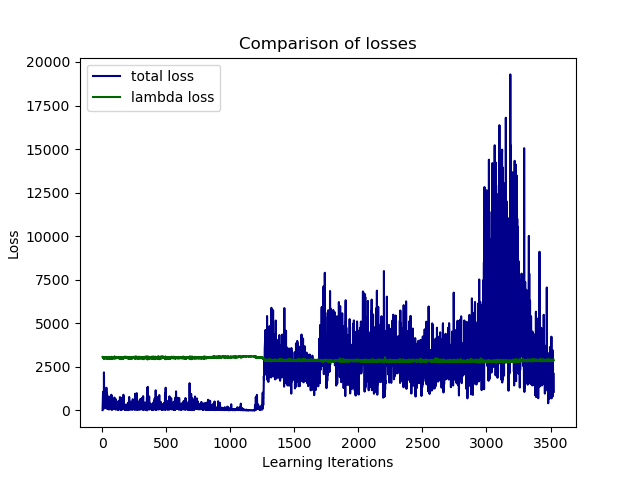 Comparison of losses
total loss
lambda loss
Loss
20000
17500
15000
12500
10000
7500
5000
2500
0
0 500 1000 1500 2000 2500 3000 3500
Learning Iterations